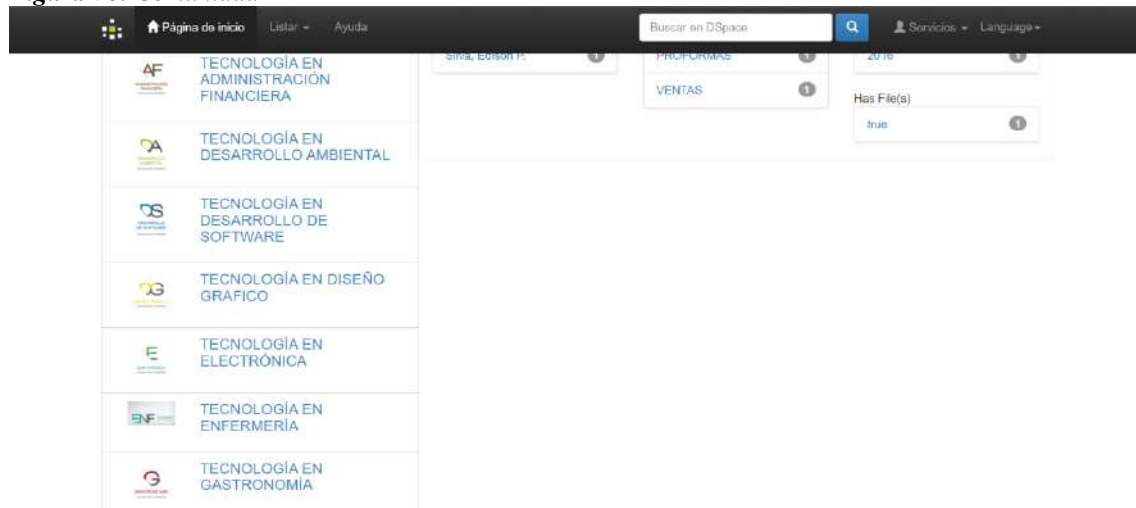 Página de inicio Listar Ayuda Buscar en DSpace Servicios Language
TECNOLOGÍA EN
ADMINISTRACIÓN
FINANCIERA
TECNOLOGÍA EN
DESARROLLO AMBIENTAL
TECNOLOGÍA EN
DESARROLLO DE
SOFTWARE
TECNOLOGÍA EN DISEÑO
GRAFICO
TECNOLOGÍA EN
ELECTRÓNICA
TECNOLOGÍA EN
ENFERMERÍA
TECNOLOGÍA EN
GASTRONOMÍA
AF
DA
DS
DG
E
ENF
G
Silva, Edison P. 1
PROFORMAS 1
VENTAS 1
2016 1
Has File(s)
true 1